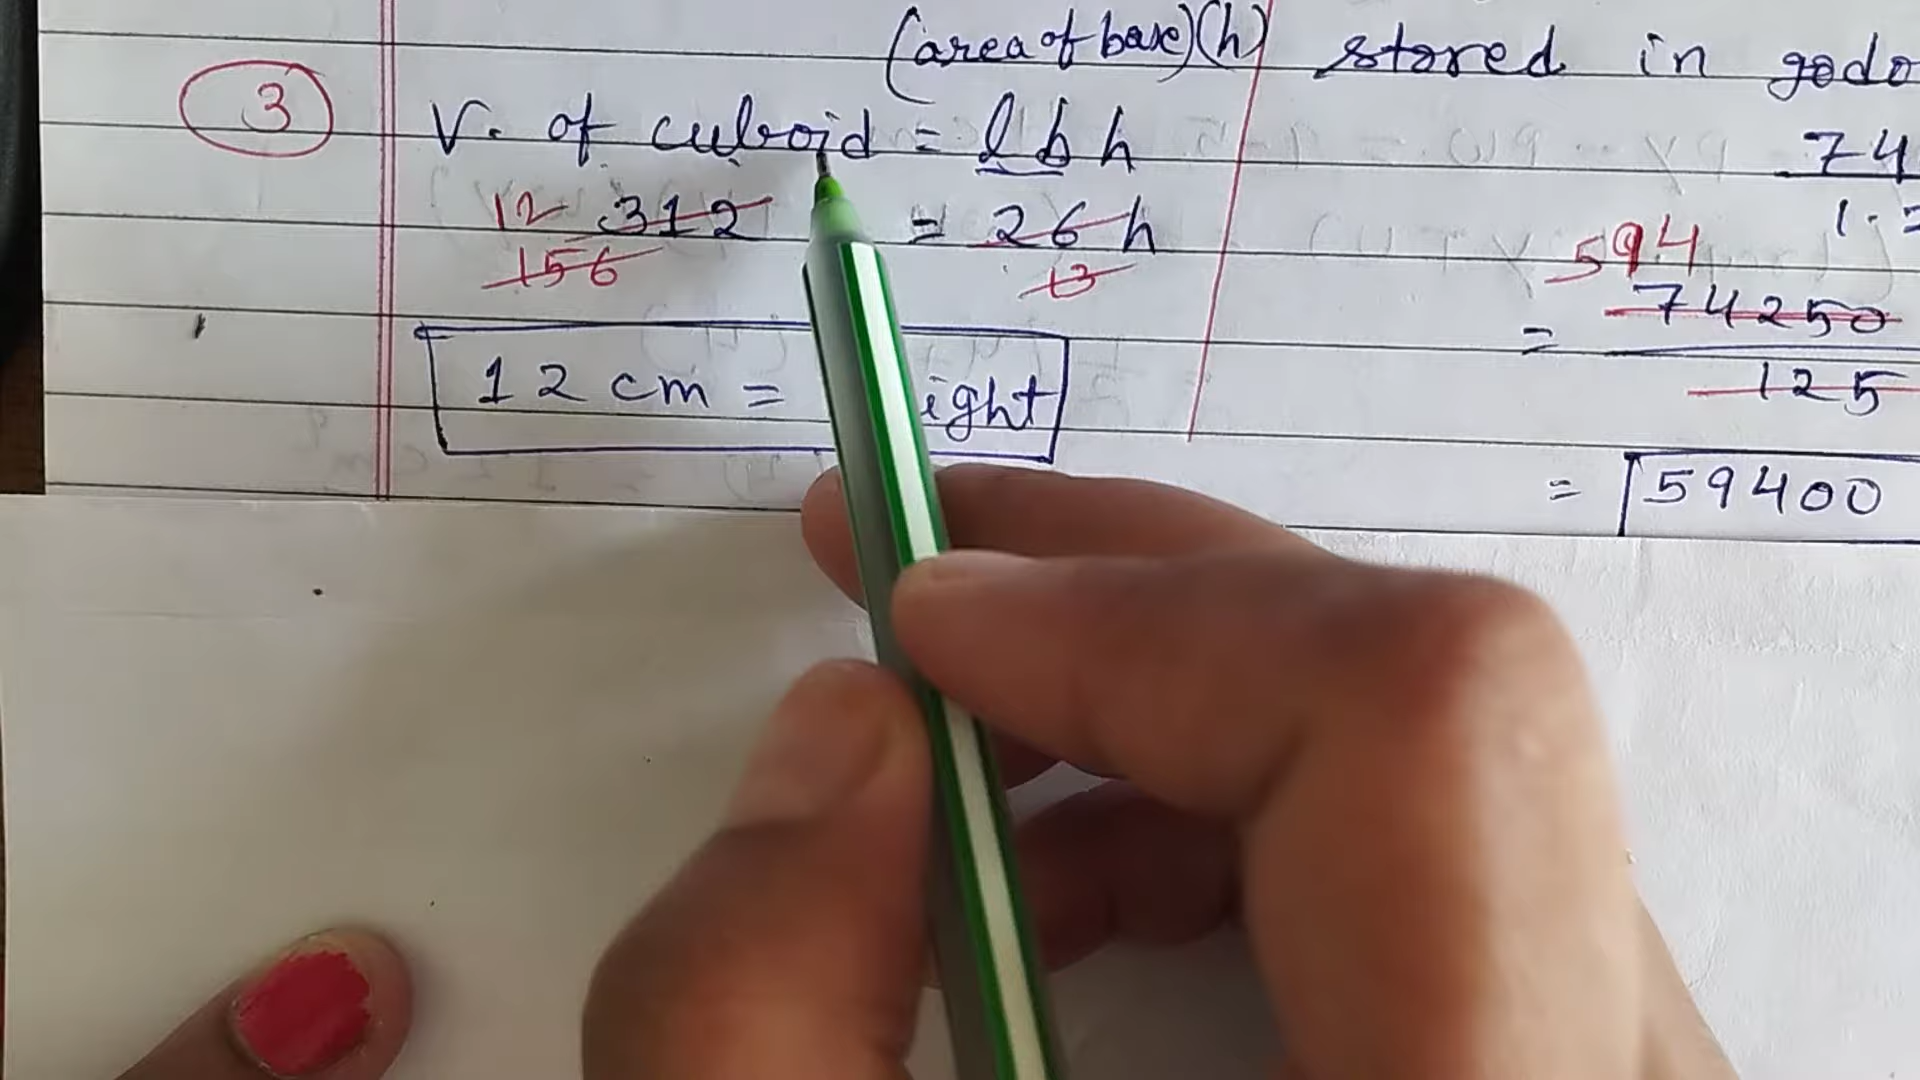 (area of base)(h)
3 V. of cuboid = l b h
12 312 = 26 h
156 13
12 cm = ight
stored in godo
74
1.
594
74250
=
125
= 59400